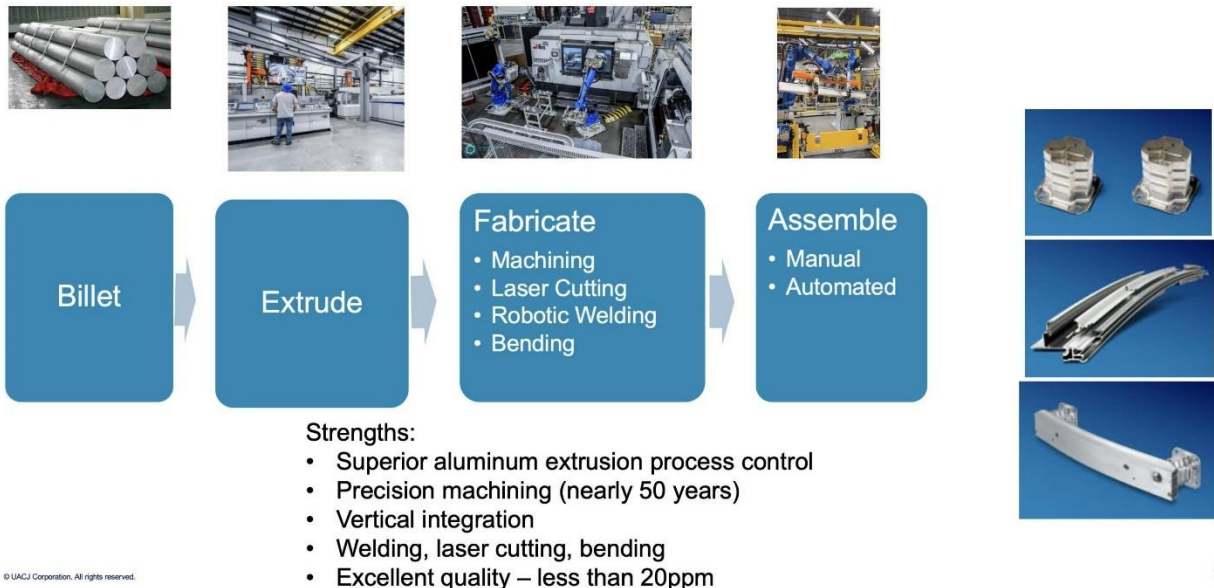 Billet
Extrude
Fabricate
• Machining
• Laser Cutting
• Robotic Welding
• Bending
Assemble
• Manual
• Automated
Strengths:
• Superior aluminum extrusion process control
• Precision machining (nearly 50 years)
• Vertical integration
• Welding, laser cutting, bending
• Excellent quality – less than 20ppm
© UACJ Corporation. All rights reserved.